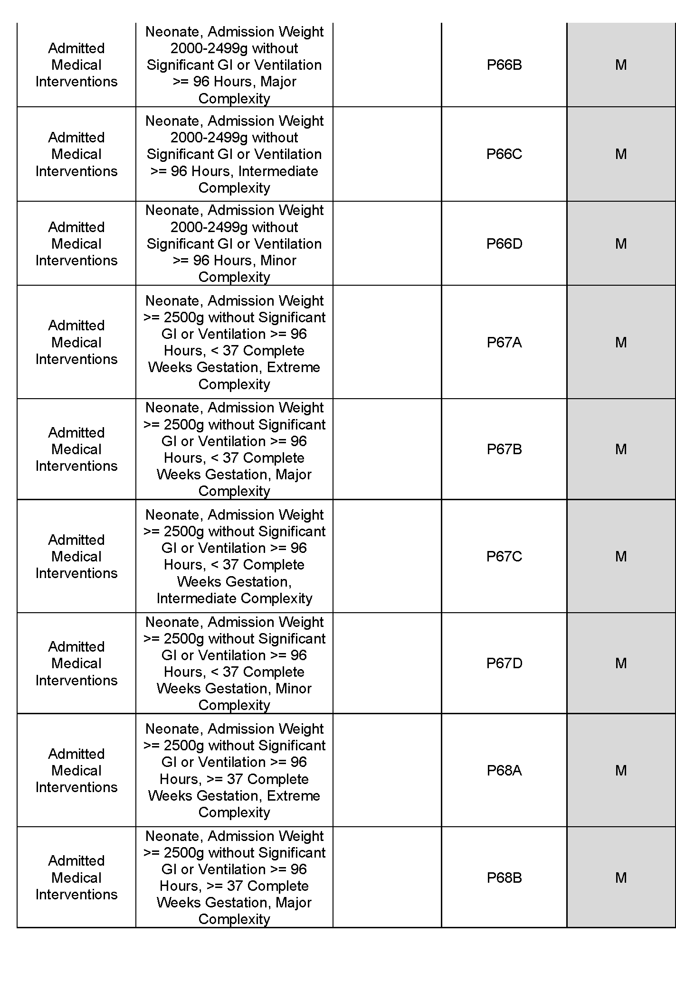 Admitted
Medical
Interventions
Neonate, Admission Weight
2000-2499g without
Significant GI or Ventilation
>= 96 Hours, Major
Complexity
P66B
M
Admitted
Medical
Interventions
Neonate, Admission Weight
2000-2499g without
Significant GI or Ventilation
>= 96 Hours, Intermediate
Complexity
P66C
M
Admitted
Medical
Interventions
Neonate, Admission Weight
2000-2499g without
Significant GI or Ventilation
>= 96 Hours, Minor
Complexity
P66D
M
Admitted
Medical
Interventions
Neonate, Admission Weight
>= 2500g without Significant
GI or Ventilation >= 96
Hours, < 37 Complete
Weeks Gestation, Extreme
Complexity
P67A
M
Admitted
Medical
Interventions
Neonate, Admission Weight
>= 2500g without Significant
GI or Ventilation >= 96
Hours, < 37 Complete
Weeks Gestation, Major
Complexity
P67B
M
Admitted
Medical
Interventions
Neonate, Admission Weight
>= 2500g without Significant
GI or Ventilation >= 96
Hours, < 37 Complete
Weeks Gestation,
Intermediate Complexity
P67C
M
Admitted
Medical
Interventions
Neonate, Admission Weight
>= 2500g without Significant
GI or Ventilation >= 96
Hours, < 37 Complete
Weeks Gestation, Minor
Complexity
P67D
M
Admitted
Medical
Interventions
Neonate, Admission Weight
>= 2500g without Significant
GI or Ventilation >= 96
Hours, >= 37 Complete
Weeks Gestation, Extreme
Complexity
P68A
M
Admitted
Medical
Interventions
Neonate, Admission Weight
>= 2500g without Significant
GI or Ventilation >= 96
Hours, >= 37 Complete
Weeks Gestation, Major
Complexity
P68B
M